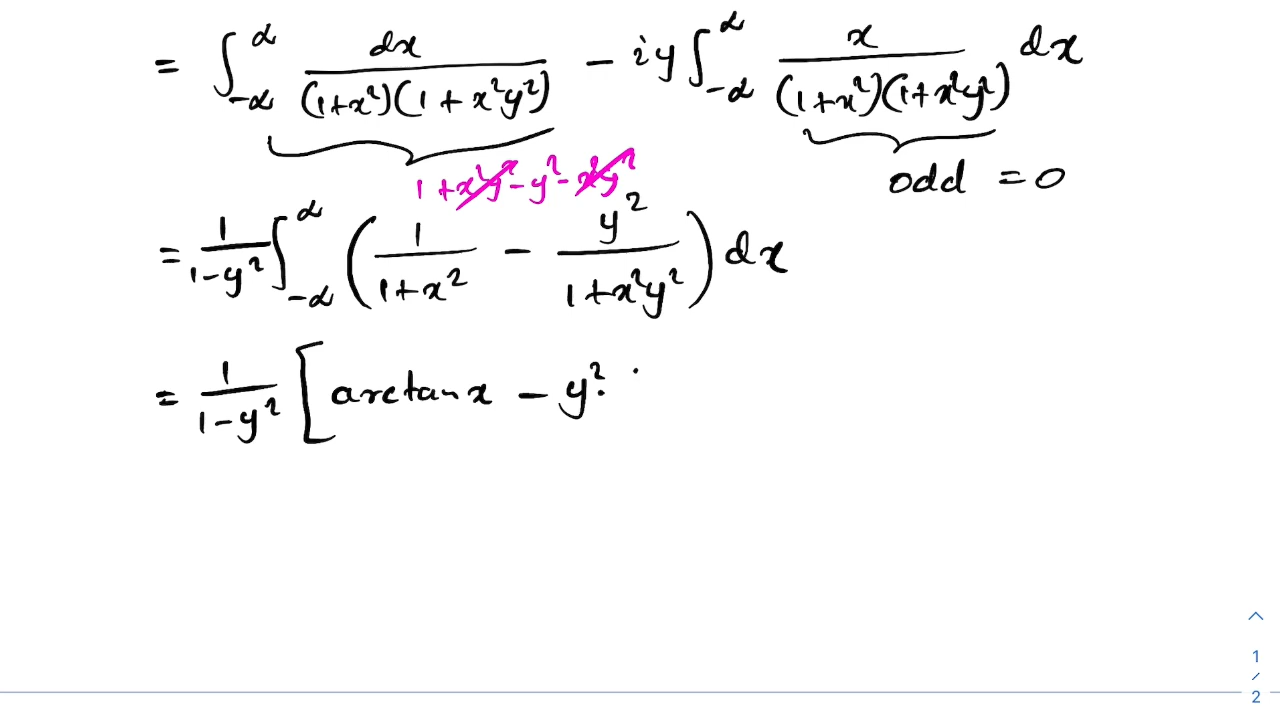 = ∫_{-∞}^{∞} dx/((1+x²)(1+x²y²)) - iy ∫_{-∞}^{∞} x/((1+x²)(1+x²y²)) dx
1+x²y²-y²-x²y² odd = 0
= 1/(1-y²) ∫_{-∞}^{∞} (1/(1+x²) - y²/(1+x²y²)) dx
= 1/(1-y²) [arctan x - y² ·
1
/
2